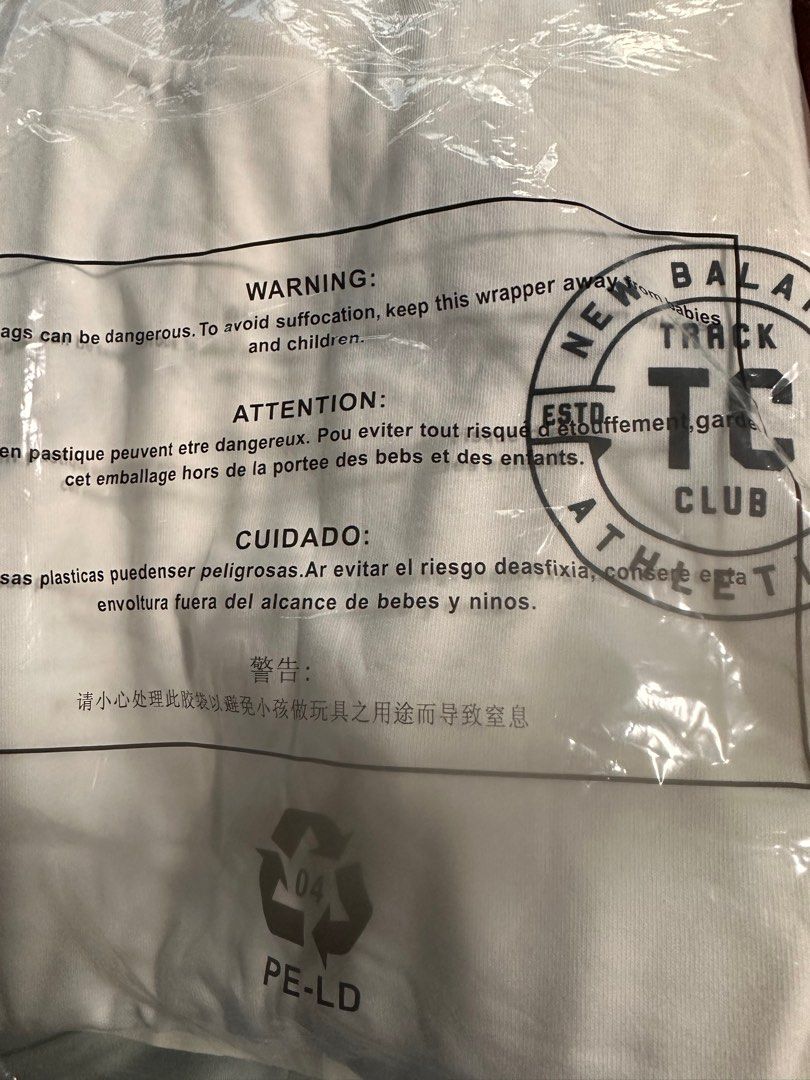 WARNING:
ags can be dangerous. To avoid suffocation, keep this wrapper away from babies
and children.
ATTENTION:
en pastique peuvent etre dangereux. Pou eviter tout risque d'etouffement,garde
cet emballage hors de la portee des bebs et des enfants.
CUIDADO:
sas plasticas puedenser peligrosas.Ar evitar el riesgo deasfixia, consere esta
envoltura fuera del alcance de bebes y ninos.
警告:
请小心处理此胶袋以避免小孩做玩具之用途而导致窒息
NEW BALA
TRACK
ESTD
TC
CLUB
ATHLET
04
PE-LD